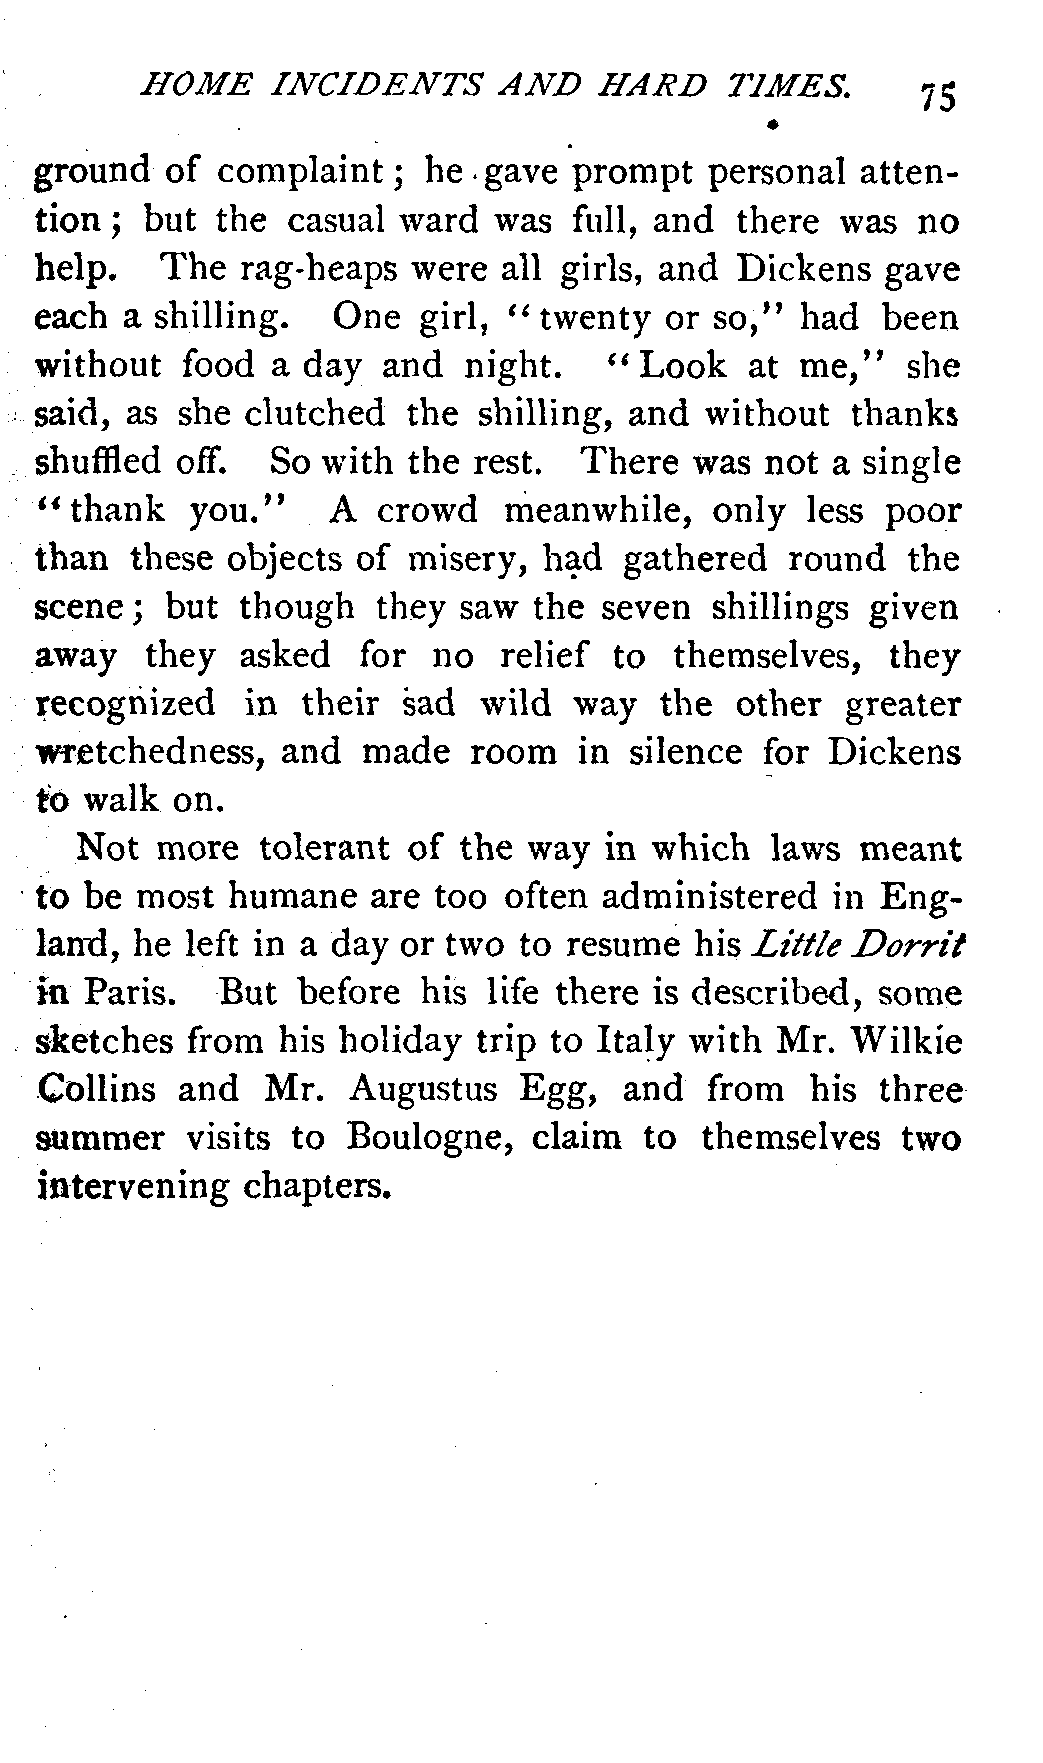 HOME INCIDENTS AND HARD TIMES. 75
ground of complaint; he gave prompt personal atten-
tion; but the casual ward was full, and there was no
help. The rag-heaps were all girls, and Dickens gave
each a shilling. One girl, "twenty or so," had been
without food a day and night. "Look at me," she
said, as she clutched the shilling, and without thanks
shuffled off. So with the rest. There was not a single
"thank you." A crowd meanwhile, only less poor
than these objects of misery, had gathered round the
scene; but though they saw the seven shillings given
away they asked for no relief to themselves, they
recognized in their sad wild way the other greater
wretchedness, and made room in silence for Dickens
to walk on.
Not more tolerant of the way in which laws meant
to be most humane are too often administered in Eng-
land, he left in a day or two to resume his Little Dorrit
in Paris. But before his life there is described, some
sketches from his holiday trip to Italy with Mr. Wilkie
Collins and Mr. Augustus Egg, and from his three
summer visits to Boulogne, claim to themselves two
intervening chapters.